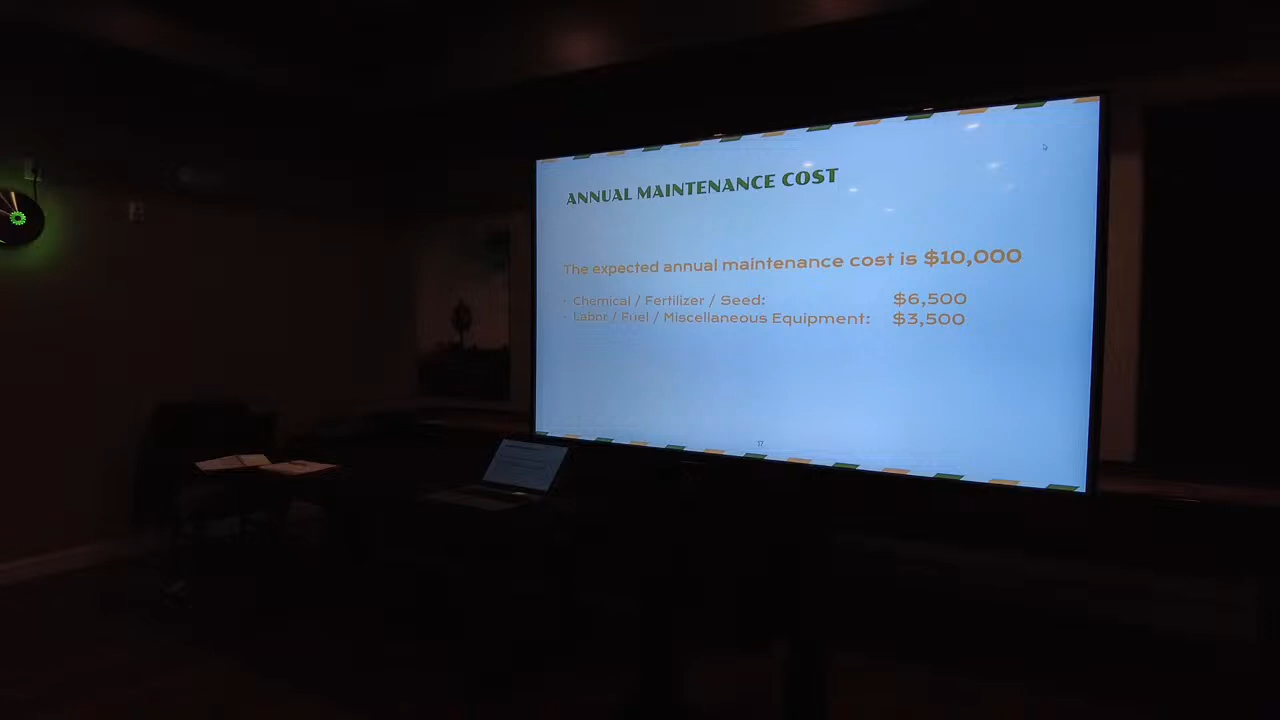 ANNUAL MAINTENANCE COST
The expected annual maintenance cost is $10,000
• Chemical / Fertilizer / Seed: $6,500
• Labor / Fuel / Miscellaneous Equipment: $3,500
17